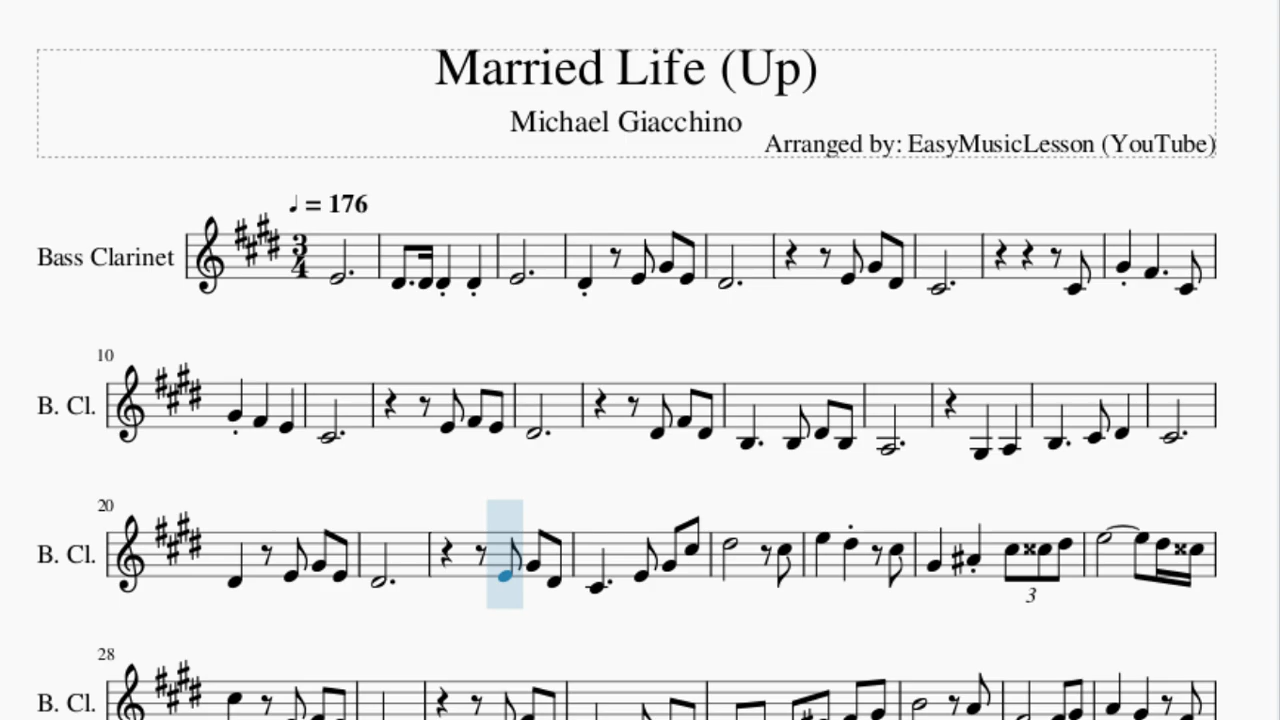 Married Life (Up)
Michael Giacchino
Arranged by: EasyMusicLesson (YouTube)
♩ = 176
Bass Clarinet
3
4
10
B. Cl.
20
B. Cl.
3
28
B. Cl.